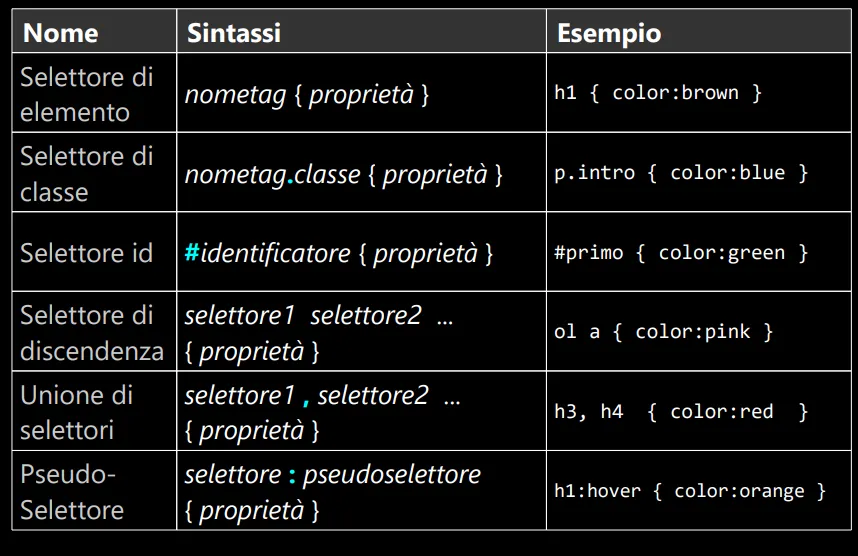 Nome Sintassi Esempio
Selettore di
elemento
nometag { proprietà }
h1 { color:brown }
Selettore di
classe
nometag.classe { proprietà }
p.intro { color:blue }
Selettore id
#identificatore { proprietà }
#primo { color:green }
Selettore di
discendenza
selettore1 selettore2 ...
{ proprietà }
ol a { color:pink }
Unione di
selettori
selettore1 , selettore2 ...
{ proprietà }
h3, h4 { color:red }
Pseudo-
Selettore
selettore : pseudoselettore
{ proprietà }
h1:hover { color:orange }